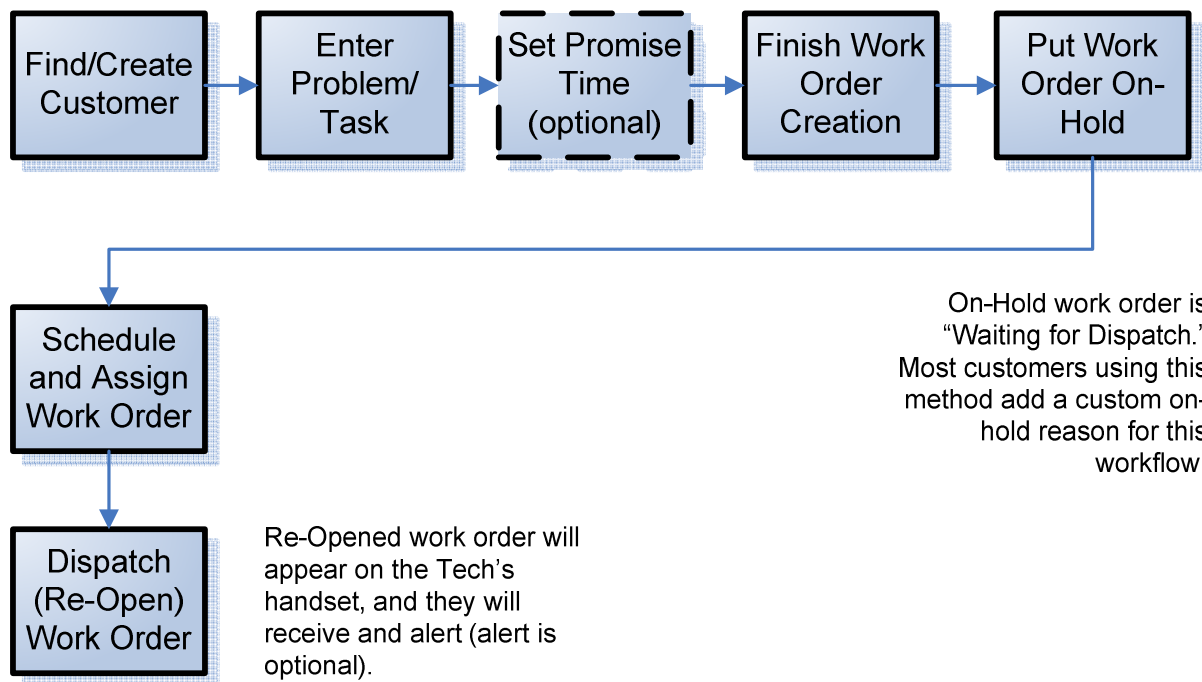 Find/Create
Customer
Enter
Problem/
Task
Set Promise
Time
(optional)
Finish Work
Order
Creation
Put Work
Order On-
Hold
On-Hold work order is
“Waiting for Dispatch.”
Most customers using this
method add a custom on-
hold reason for this
workflow
Schedule
and Assign
Work Order
Dispatch
(Re-Open)
Work Order
Re-Opened work order will
appear on the Tech’s
handset, and they will
receive and alert (alert is
optional).